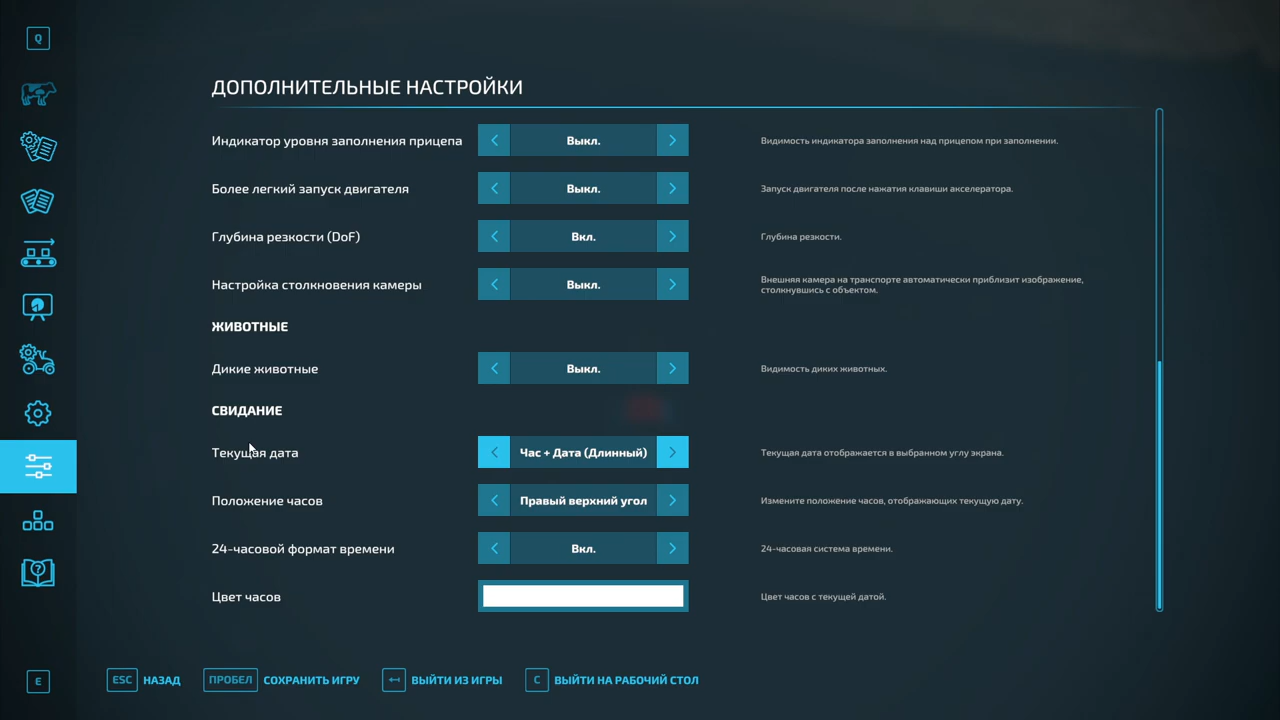 Q
ДОПОЛНИТЕЛЬНЫЕ НАСТРОЙКИ
Индикатор уровня заполнения прицепа Выкл. Видимость индикатора заполнения над прицепом при заполнении.
Более легкий запуск двигателя Выкл. Запуск двигателя после нажатия клавиши акселератора.
Глубина резкости (DoF) Вкл. Глубина резкости.
Настройка столкновения камеры Выкл. Внешняя камера на транспорте автоматически приблизит изображение,
столкнувшись с объектом.
ЖИВОТНЫЕ
Дикие животные Выкл. Видимость диких животных.
СВИДАНИЕ
Текущая дата Час + Дата (Длинный) Текущая дата отображается в выбранном углу экрана.
Положение часов Правый верхний угол Измените положение часов, отображающих текущую дату.
24-часовой формат времени Вкл. 24-часовая система времени.
Цвет часов Цвет часов с текущей датой.
E ESC НАЗАД ПРОБЕЛ СОХРАНИТЬ ИГРУ ВЫЙТИ ИЗ ИГРЫ C ВЫЙТИ НА РАБОЧИЙ СТОЛ